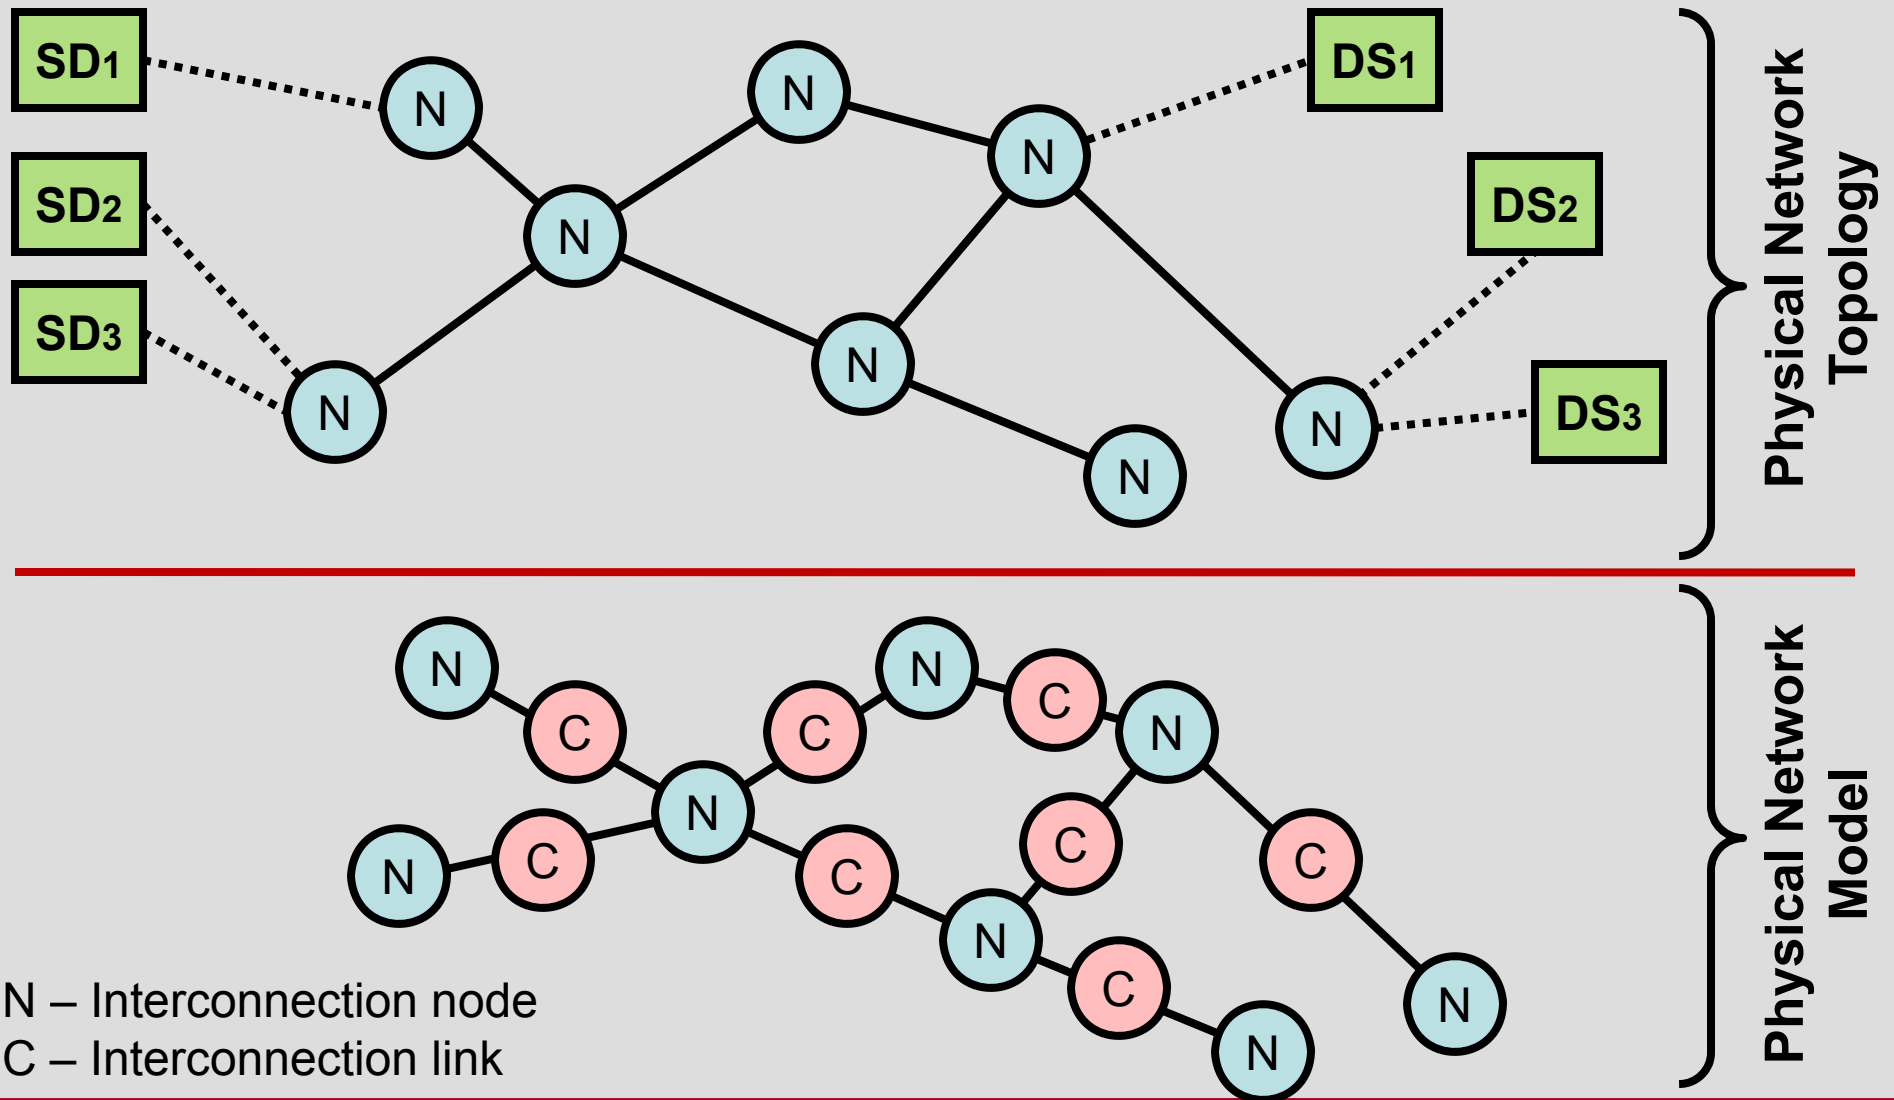 SD1
N
N
DS1
N
SD2
DS2
N
SD3
N
N
N
DS3
N
Physical Network
Topology
N
N
C
N
C
C
N
N
C
C
C
C
N
N
C
N
N
Physical Network
Model
N – Interconnection node
C – Interconnection link